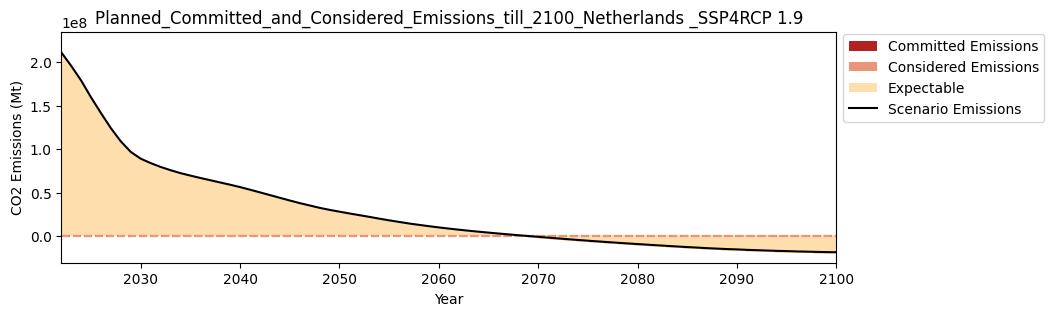 Planned_Committed_and_Considered_Emissions_till_2100_Netherlands _SSP4RCP 1.9
1e8
2.0
1.5
1.0
0.5
0.0
CO2 Emissions (Mt)
2030 2040 2050 2060 2070 2080 2090 2100
Year
Committed Emissions
Considered Emissions
Expectable
Scenario Emissions